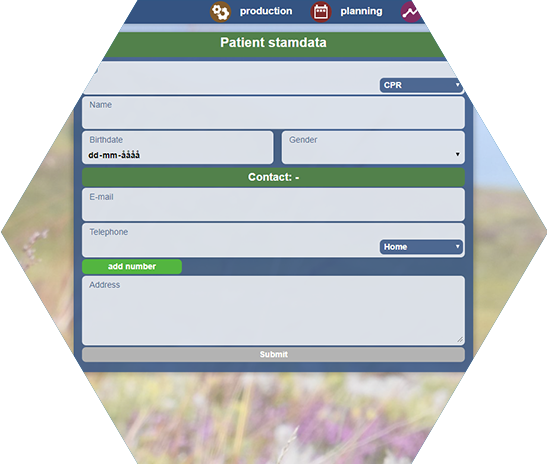 production planning
Patient stamdata
CPR
Name
Birthdate Gender
dd-mm-åååå
Contact: -
E-mail
Telephone
Home
add number
Address
Submit